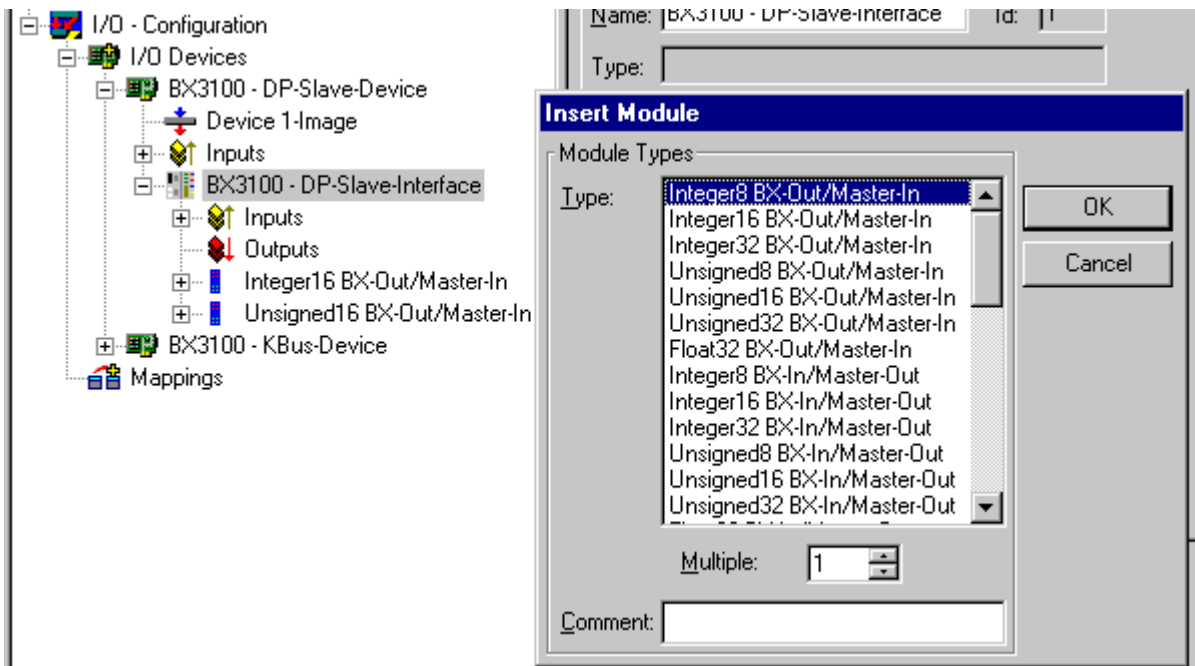 I/O - Configuration
I/O Devices
BX3100 - DP-Slave-Device
Device 1-Image
Inputs
BX3100 - DP-Slave-Interface
Inputs
Outputs
Integer16 BX-Out/Master-In
Unsigned16 BX-Out/Master-In
BX3100 - KBus-Device
Mappings
Name: BX3100 - DP-Slave-Interface Id: 1
Type:
Insert Module
Module Types
Type:
Integer8 BX-Out/Master-In
Integer16 BX-Out/Master-In
Integer32 BX-Out/Master-In
Unsigned8 BX-Out/Master-In
Unsigned16 BX-Out/Master-In
Unsigned32 BX-Out/Master-In
Float32 BX-Out/Master-In
Integer8 BX-In/Master-Out
Integer16 BX-In/Master-Out
Integer32 BX-In/Master-Out
Unsigned8 BX-In/Master-Out
Unsigned16 BX-In/Master-Out
Unsigned32 BX-In/Master-Out
OK
Cancel
Multiple: 1
Comment: